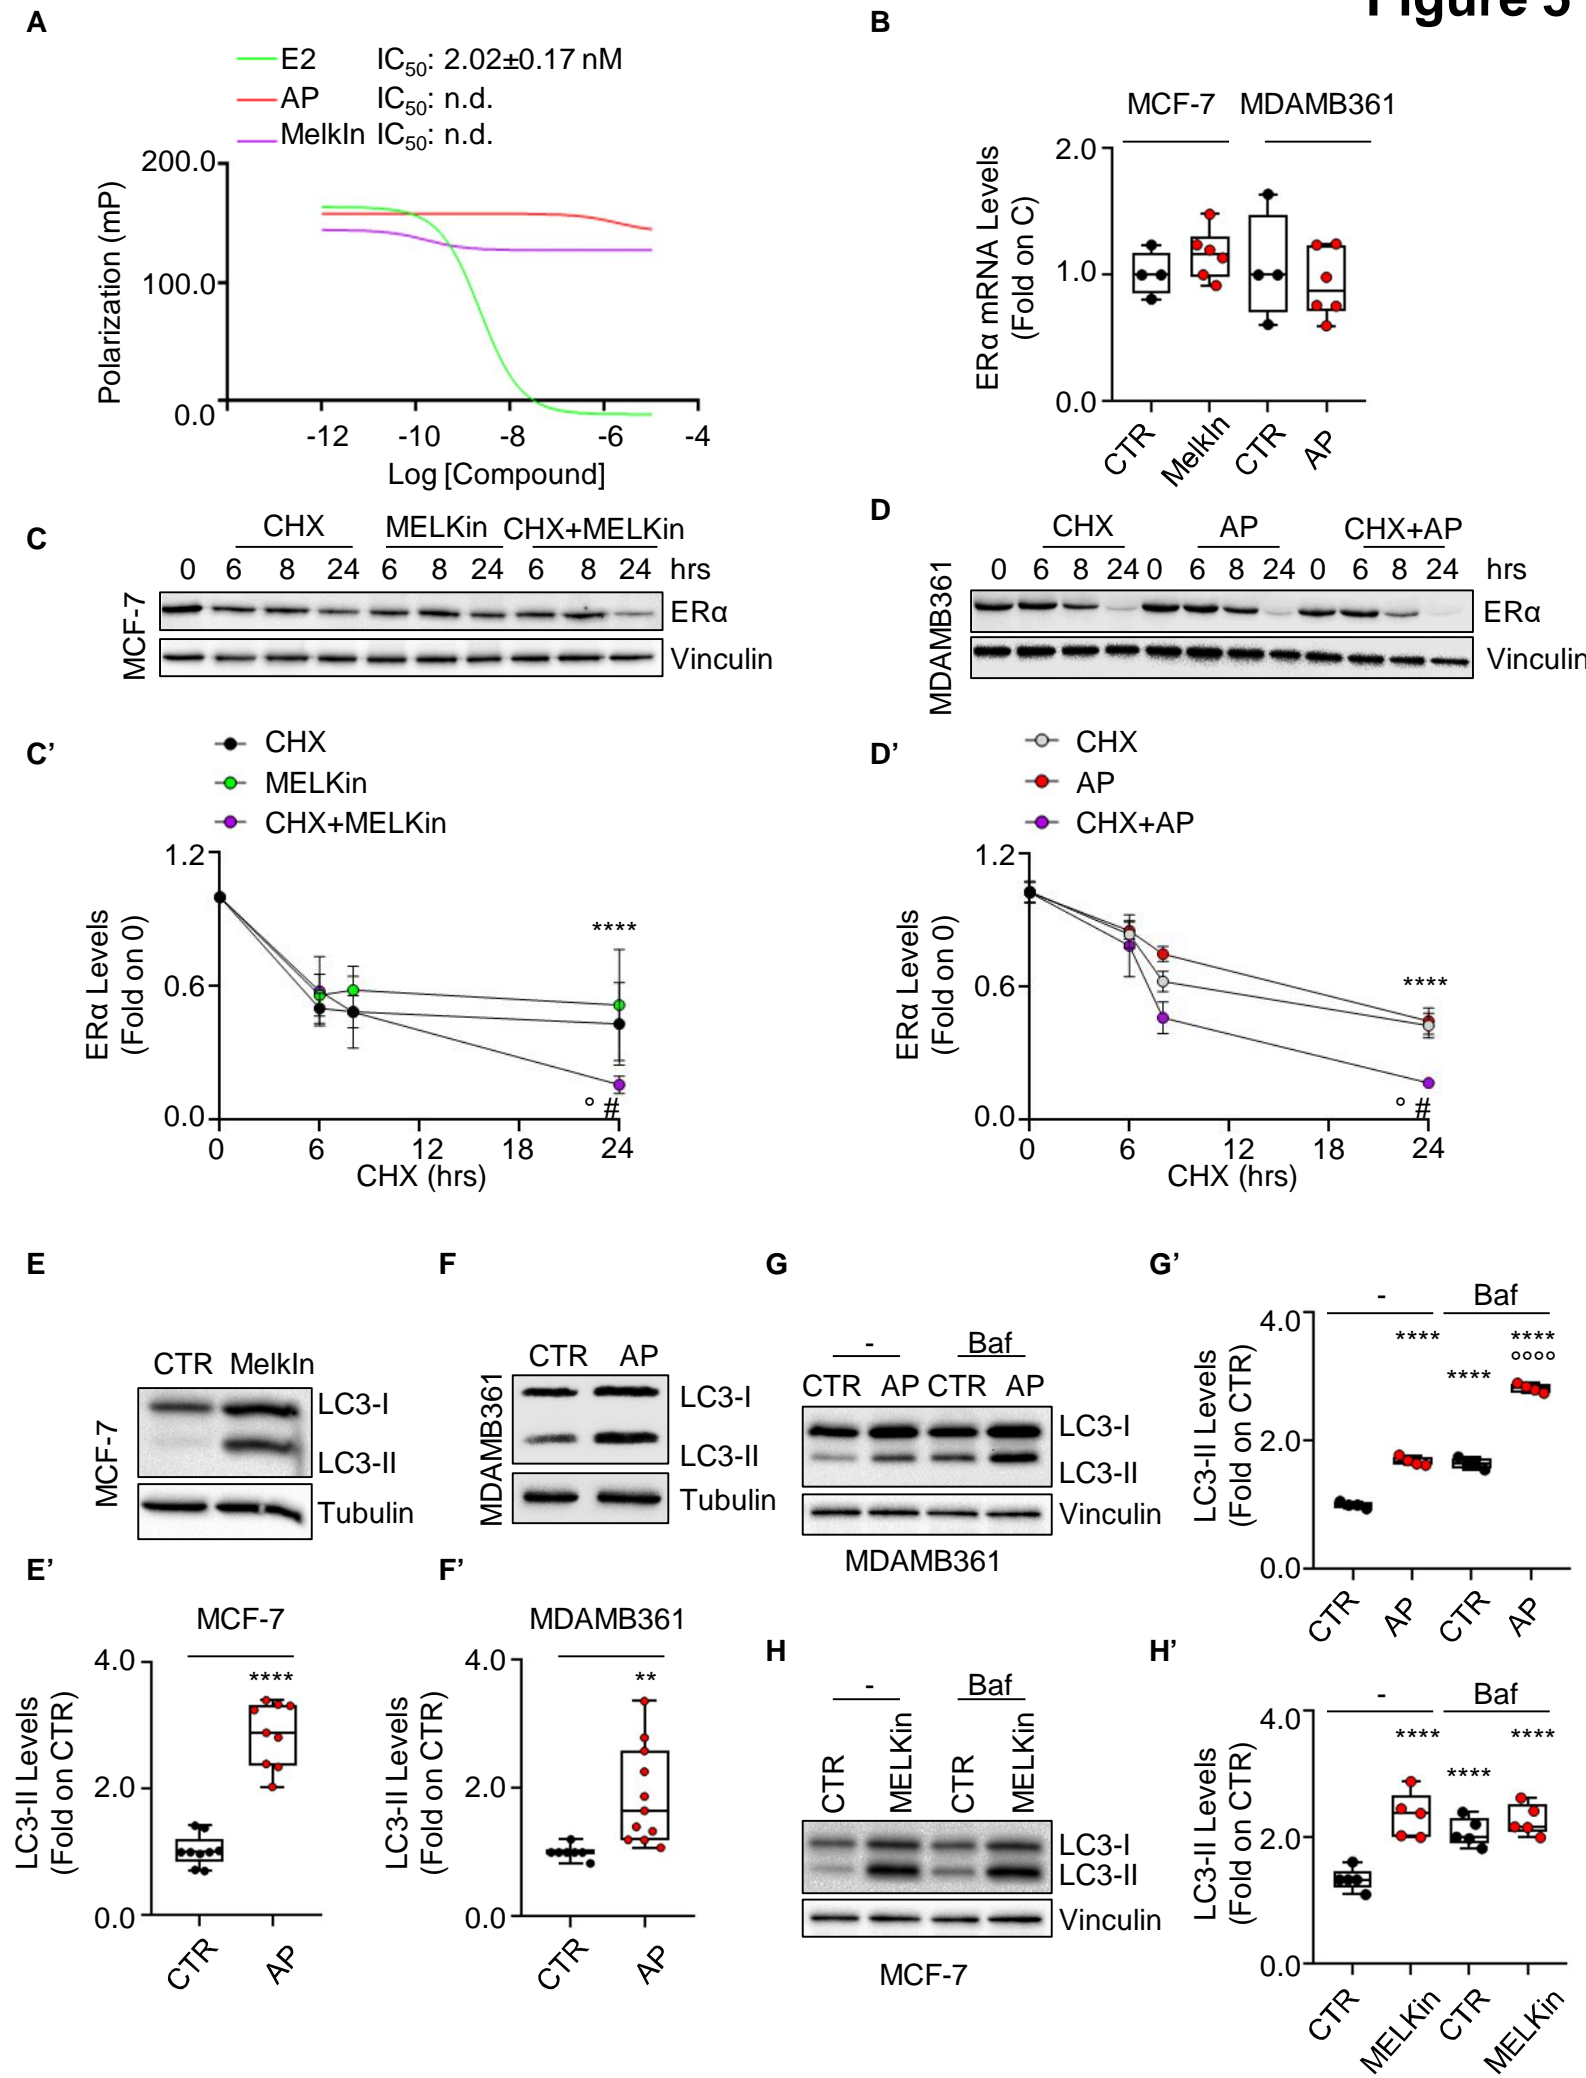 Figure 5
A
E2 IC50: 2.02±0.17 nM
AP IC50: n.d.
MelkIn IC50: n.d.
200.0
100.0
0.0
Polarization (mP)
-12 -10 -8 -6 -4
Log [Compound]
B
MCF-7 MDAMB361
2.0
1.0
0.0
ERα mRNA Levels
(Fold on C)
CTR MelkIn CTR AP
C
CHX MELKin CHX+MELKin
0 6 8 24 6 8 24 6 8 24 hrs
MCF-7
ERα
Vinculin
D
CHX AP CHX+AP
0 6 8 24 0 6 8 24 0 6 8 24 hrs
MDAMB361
ERα
Vinculin
C’
CHX
MELKin
CHX+MELKin
1.2
0.6
0.0
ERα Levels
(Fold on 0)
****
° #
0 6 12 18 24
CHX (hrs)
D’
CHX
AP
CHX+AP
1.2
0.6
0.0
ERα Levels
(Fold on 0)
****
° #
0 6 12 18 24
CHX (hrs)
E
CTR MelkIn
MCF-7
LC3-I
LC3-II
Tubulin
F
CTR AP
MDAMB361
LC3-I
LC3-II
Tubulin
G
- Baf
CTR AP CTR AP
LC3-I
LC3-II
Vinculin
MDAMB361
G’
- Baf
4.0
2.0
0.0
LC3-II Levels
(Fold on CTR)
**** **** ****
°°°°
CTR AP CTR AP
E’
MCF-7
4.0
2.0
0.0
LC3-II Levels
(Fold on CTR)
****
CTR AP
F’
MDAMB361
4.0
2.0
0.0
LC3-II Levels
(Fold on CTR)
**
CTR AP
H
- Baf
CTR MELKin CTR MELKin
LC3-I
LC3-II
Vinculin
MCF-7
H’
- Baf
4.0
2.0
0.0
LC3-II Levels
(Fold on CTR)
**** **** ****
CTR MELKin CTR MELKin